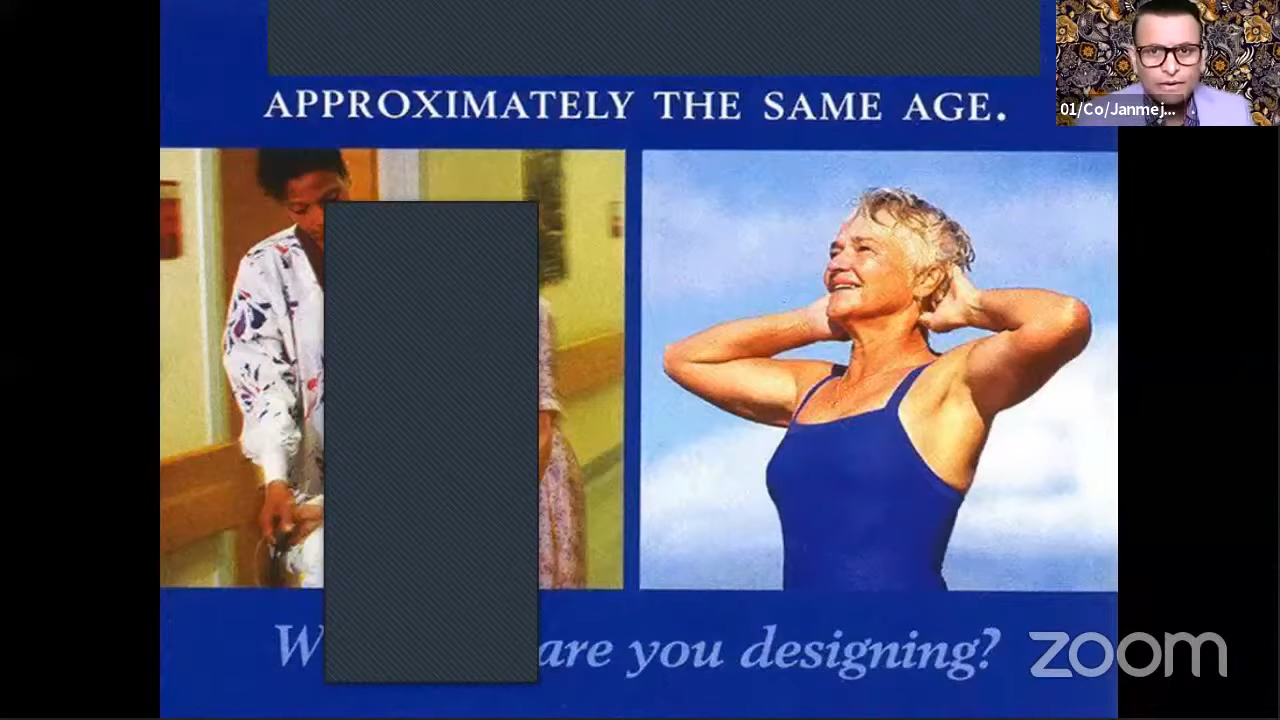 01/Co/Janmej...
APPROXIMATELY THE SAME AGE.
are you designing?
zoom